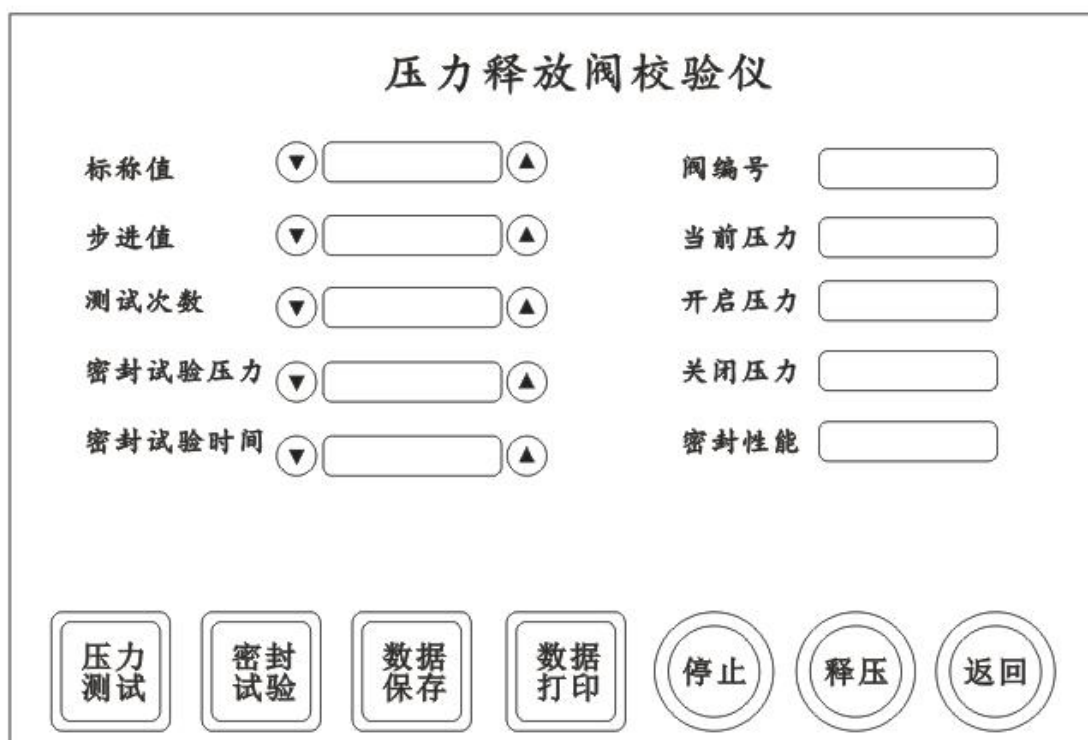 压力释放阀校验仪
标称值 ▼ ▲ 阀编号
步进值 ▼ ▲ 当前压力
测试次数 ▼ ▲ 开启压力
密封试验压力 ▼ ▲ 关闭压力
密封试验时间 ▼ ▲ 密封性能
压力
测试
密封
试验
数据
保存
数据
打印
停止
释压
返回